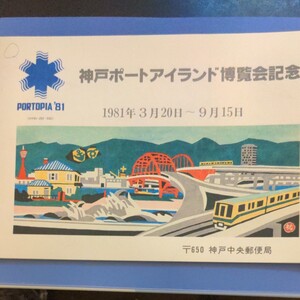 PORTOPIA '81
神戸ポートアイランド博覧会記念
1981年3月20日～9月15日
〒650 神戸中央郵便局